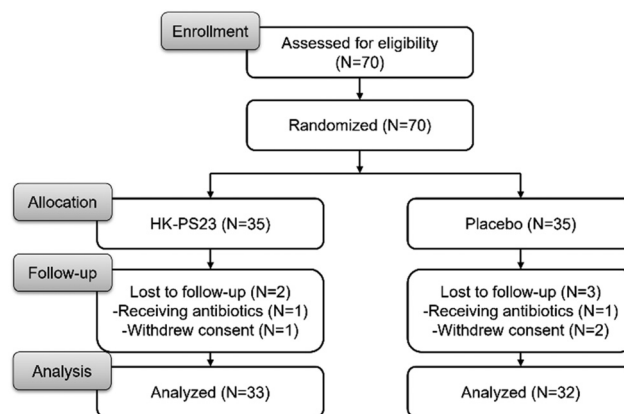 Enrollment
Assessed for eligibility
(N=70)
Randomized (N=70)
Allocation
HK-PS23 (N=35)
Placebo (N=35)
Follow-up
Lost to follow-up (N=2)
-Receiving antibiotics (N=1)
-Withdrew consent (N=1)
Lost to follow-up (N=3)
-Receiving antibiotics (N=1)
-Withdrew consent (N=2)
Analysis
Analyzed (N=33)
Analyzed (N=32)